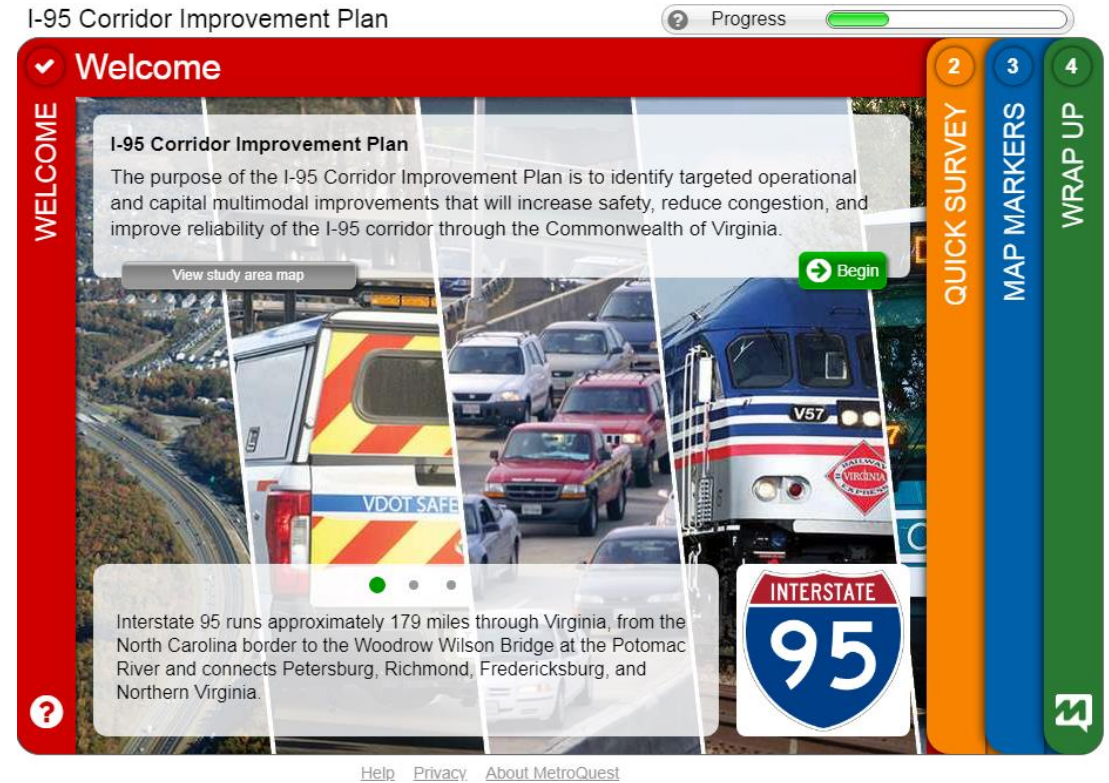 I-95 Corridor Improvement Plan
Progress
Welcome
WELCOME
2
QUICK SURVEY
3
MAP MARKERS
4
WRAP UP
I-95 Corridor Improvement Plan
The purpose of the I-95 Corridor Improvement Plan is to identify targeted operational
and capital multimodal improvements that will increase safety, reduce congestion, and
improve reliability of the I-95 corridor through the Commonwealth of Virginia.
View study area map
Begin
V57
VIRGINIA
RAILWAY
EXPRESS
VDOT SAFE
Interstate 95 runs approximately 179 miles through Virginia, from the
North Carolina border to the Woodrow Wilson Bridge at the Potomac
River and connects Petersburg, Richmond, Fredericksburg, and
Northern Virginia.
INTERSTATE
95
Help Privacy About MetroQuest